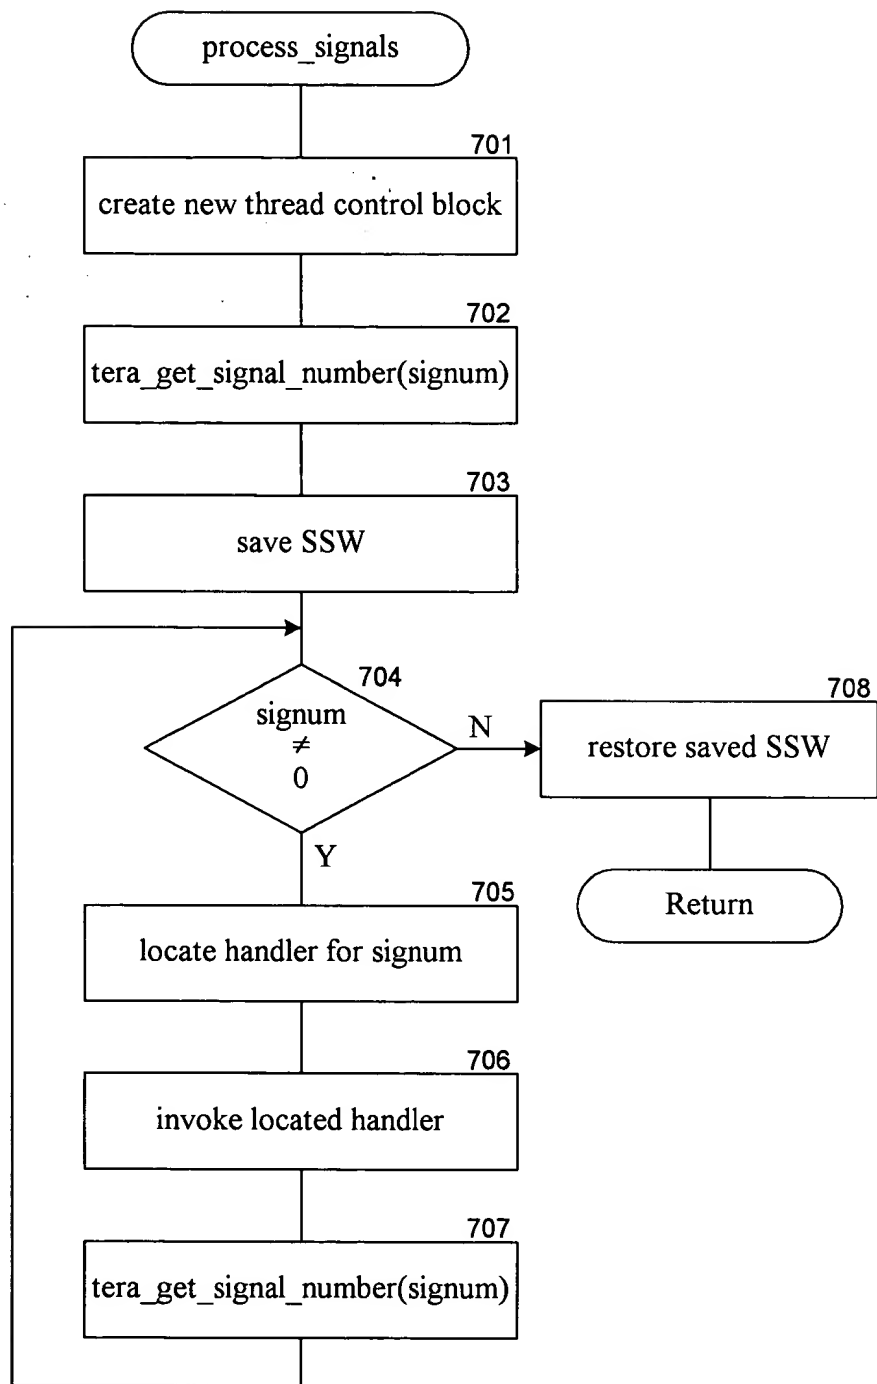 process_signals
701
create new thread control block
702
tera_get_signal_number(signum)
703
save SSW
704
signum
≠
0
N
708
restore saved SSW
Return
Y
705
locate handler for signum
706
invoke located handler
707
tera_get_signal_number(signum)